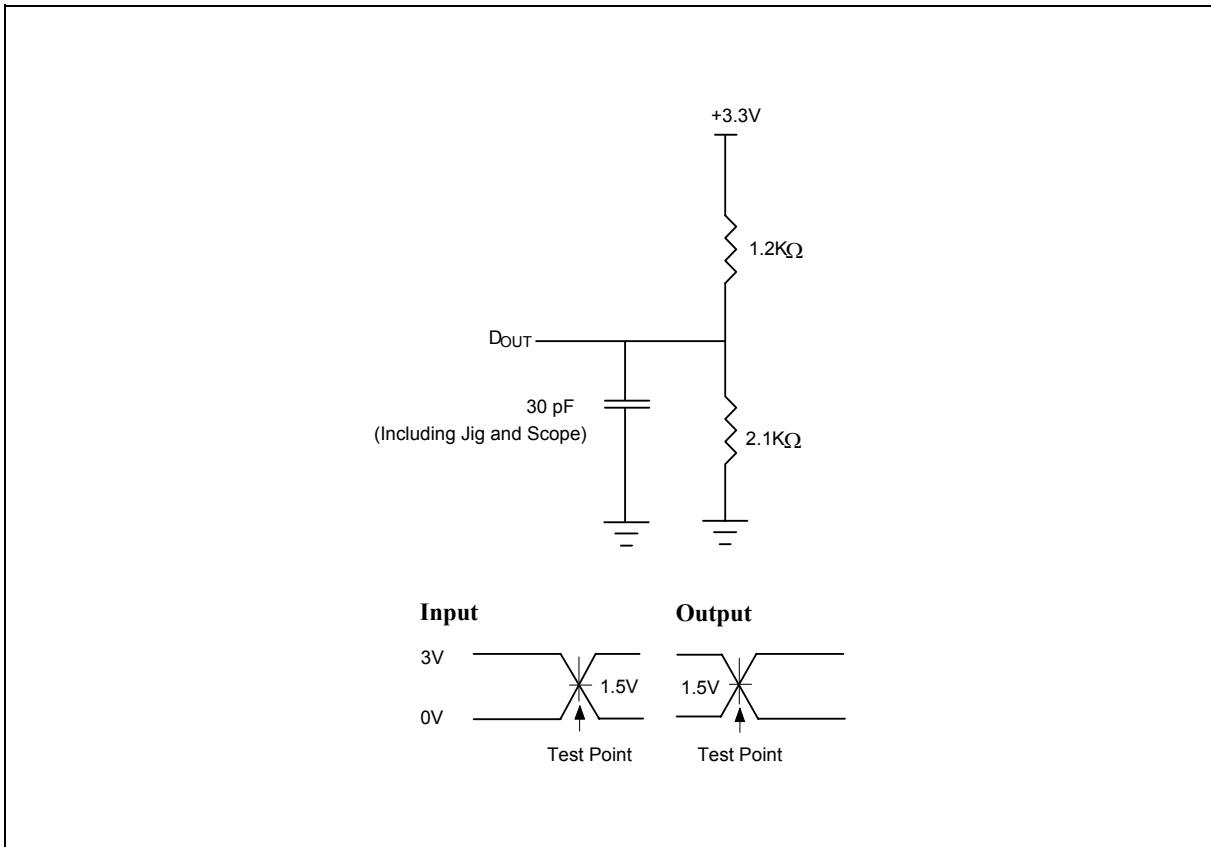 +3.3V
1.2KΩ
DOUT
30 pF
(Including Jig and Scope)
2.1KΩ
Input
Output
3V
1.5V
1.5V
0V
Test Point
Test Point